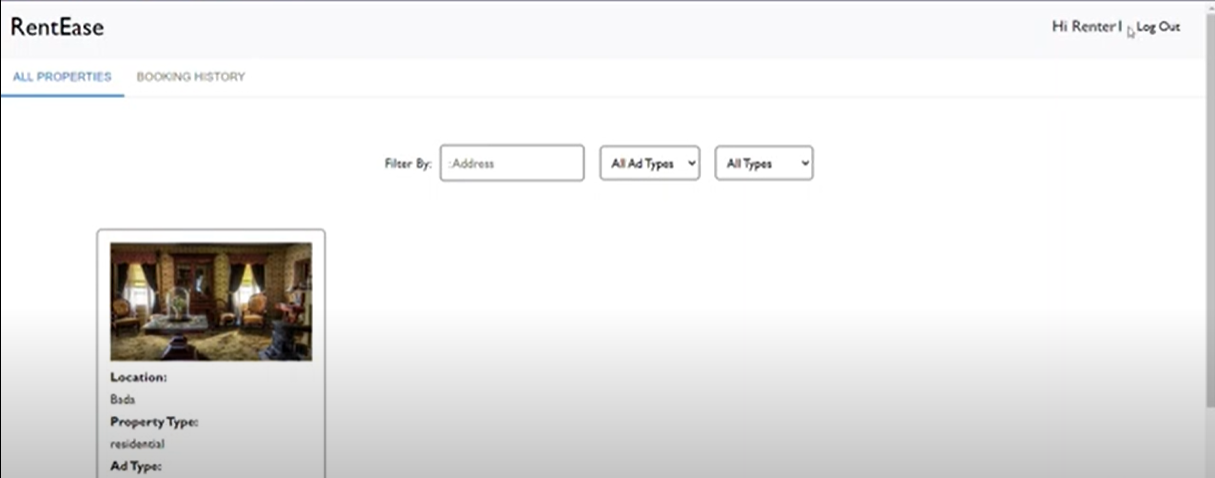 RentEase
Hi Renter1 Log Out
ALL PROPERTIES BOOKING HISTORY
Filter By: :Address All Ad Types All Types
Location:
Bada
Property Type:
residential
Ad Type: